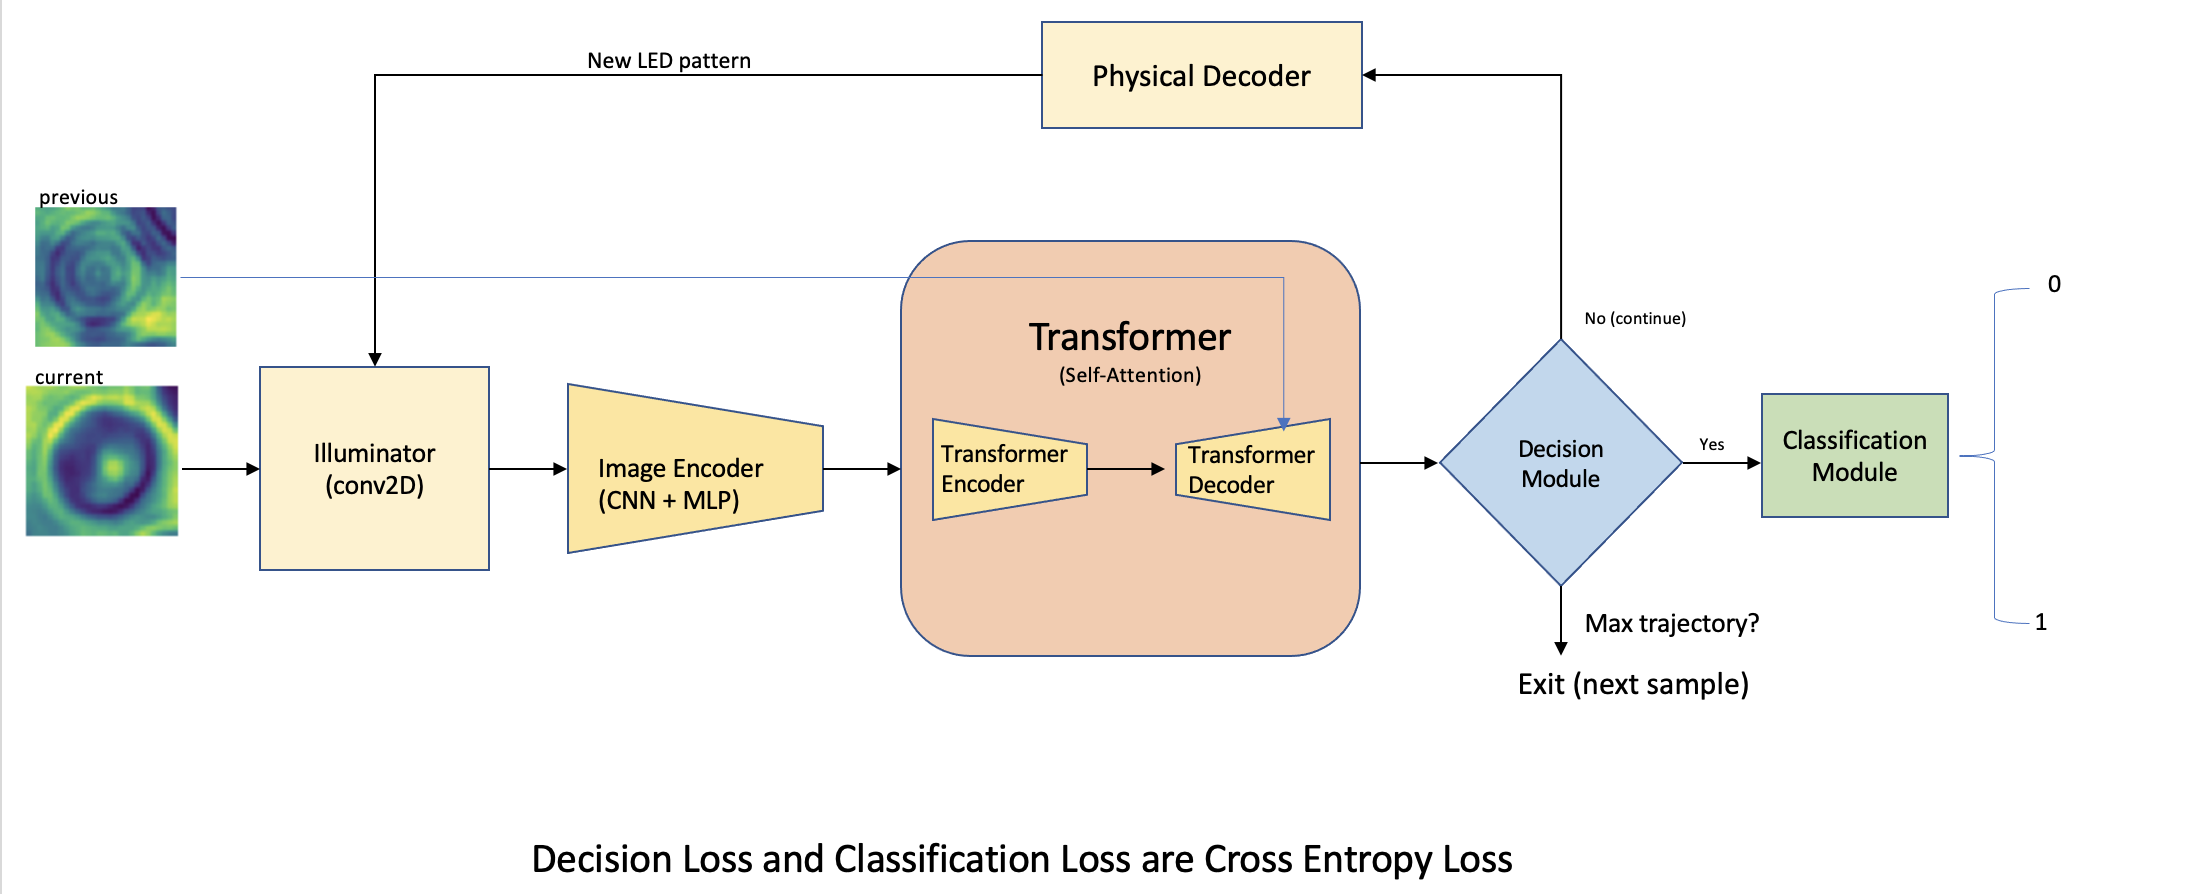 New LED pattern
Physical Decoder
previous
current
Illuminator
(conv2D)
Image Encoder
(CNN + MLP)
Transformer
(Self-Attention)
Transformer
Encoder
Transformer
Decoder
No (continue)
Decision
Module
Yes
Classification
Module
0
1
Max trajectory?
Exit (next sample)
Decision Loss and Classification Loss are Cross Entropy Loss